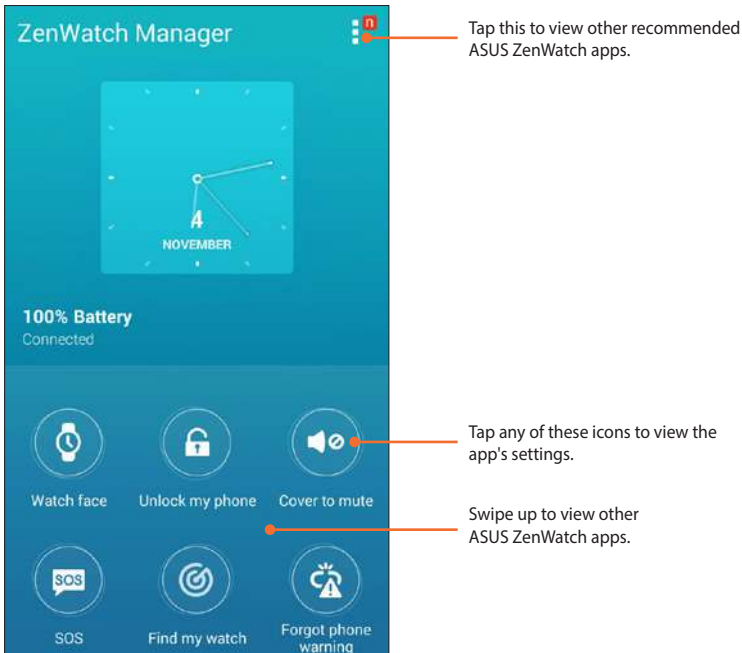 ZenWatch Manager
n
Tap this to view other recommended
ASUS ZenWatch apps.
4
NOVEMBER
100% Battery
Connected
Tap any of these icons to view the
app's settings.
Watch face
Unlock my phone
Cover to mute
Swipe up to view other
ASUS ZenWatch apps.
SOS
SOS
Find my watch
Forgot phone
warning